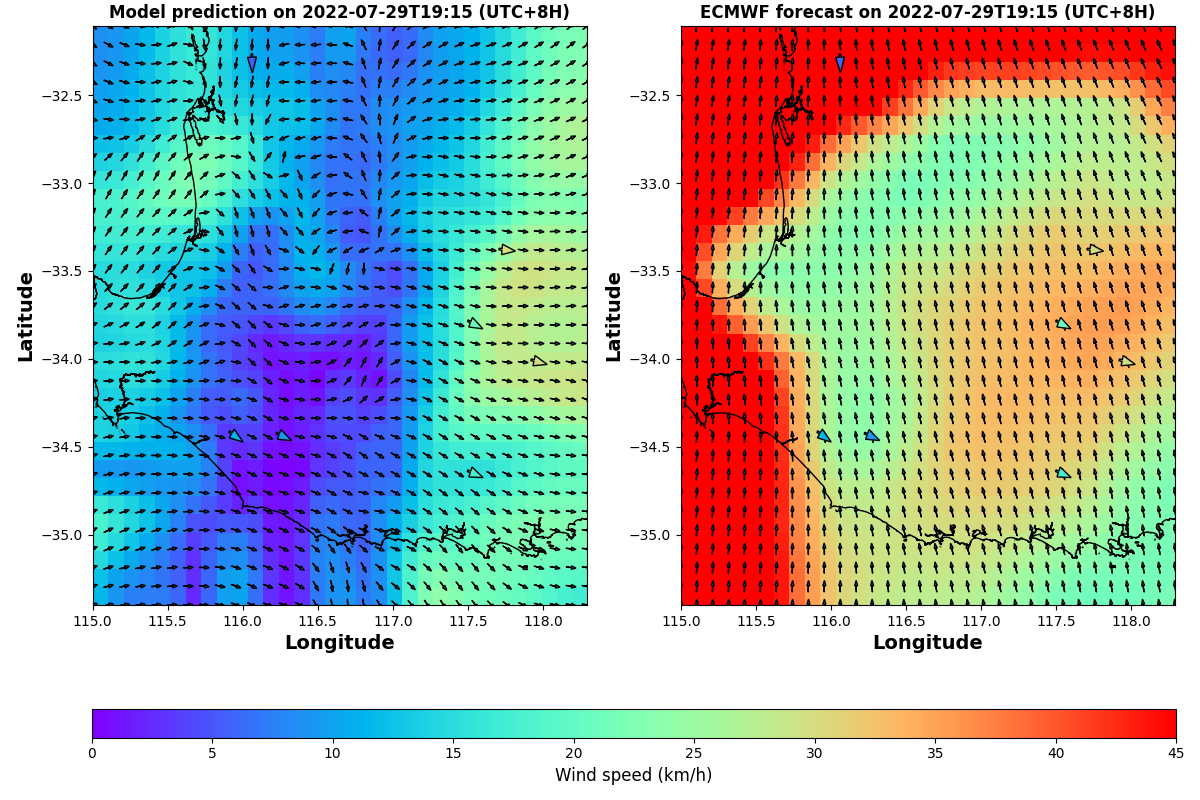 Model prediction on 2022-07-29T19:15 (UTC+8H)
ECMWF forecast on 2022-07-29T19:15 (UTC+8H)
−32.5
−33.0
−33.5
−34.0
−34.5
−35.0
Latitude
115.0 115.5 116.0 116.5 117.0 117.5 118.0
Longitude
−32.5
−33.0
−33.5
−34.0
−34.5
−35.0
Latitude
115.0 115.5 116.0 116.5 117.0 117.5 118.0
Longitude
0 5 10 15 20 25 30 35 40 45
Wind speed (km/h)